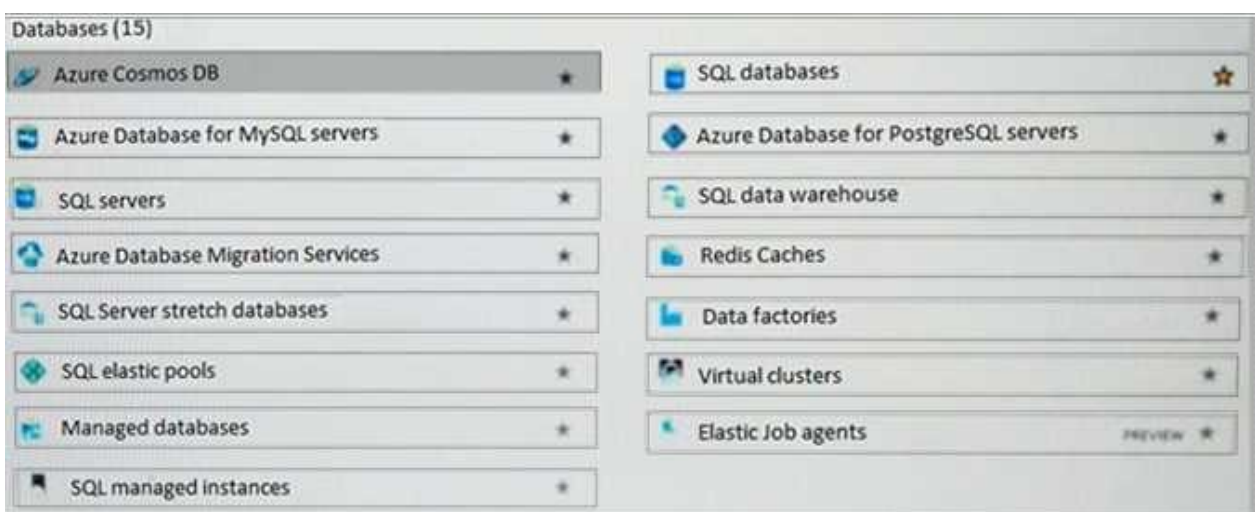 Databases (15)
Azure Cosmos DB
SQL databases
Azure Database for MySQL servers
Azure Database for PostgreSQL servers
SQL servers
SQL data warehouse
Azure Database Migration Services
Redis Caches
SQL Server stretch databases
Data factories
SQL elastic pools
Virtual clusters
Managed databases
Elastic Job agents PREVIEW
SQL managed instances